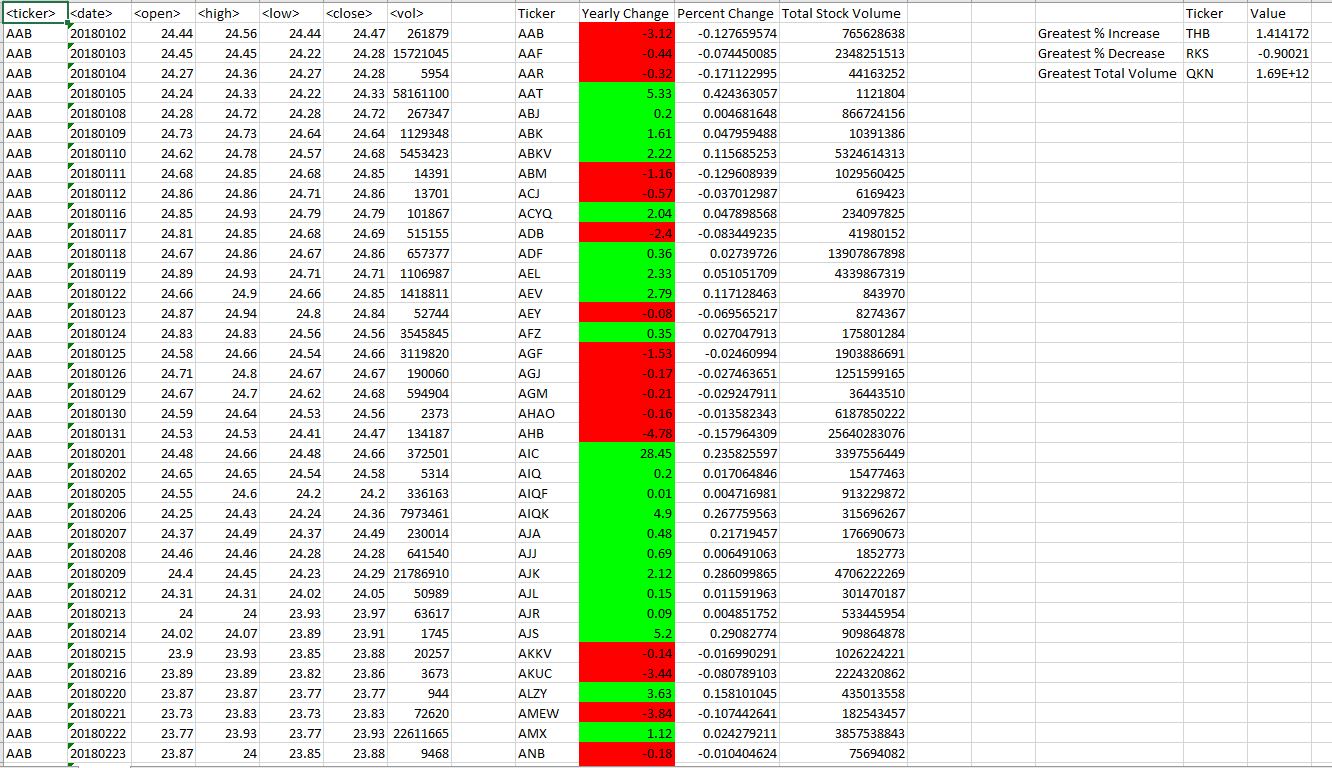 <ticker> <date> <open> <high> <low> <close> <vol> Ticker Yearly Change Percent Change Total Stock Volume Ticker Value
AAB 20180102 24.44 24.56 24.44 24.47 261879 AAB -3.12 -0.127659574 765628638 Greatest % Increase THB 1.414172
AAB 20180103 24.45 24.45 24.22 24.28 15721045 AAF -0.44 -0.074450085 2348251513 Greatest % Decrease RKS -0.90021
AAB 20180104 24.27 24.36 24.27 24.28 5954 AAR -0.32 -0.171122995 44163252 Greatest Total Volume QKN 1.69E+12
AAB 20180105 24.24 24.33 24.22 24.33 58161100 AAT 5.33 0.424363057 1121804
AAB 20180108 24.28 24.72 24.28 24.72 267347 ABJ 0.2 0.004681648 866724156
AAB 20180109 24.73 24.73 24.64 24.64 1129348 ABK 1.61 0.047959488 10391386
AAB 20180110 24.62 24.78 24.57 24.68 5453423 ABKV 2.22 0.115685253 5324614313
AAB 20180111 24.68 24.85 24.68 24.85 14391 ABM -1.16 -0.129608939 1029560425
AAB 20180112 24.86 24.86 24.71 24.86 13701 ACJ -0.57 -0.037012987 6169423
AAB 20180116 24.85 24.93 24.79 24.79 101867 ACYQ 2.04 0.047898568 234097825
AAB 20180117 24.81 24.85 24.68 24.69 515155 ADB -2.4 -0.083449235 41980152
AAB 20180118 24.67 24.86 24.67 24.86 657377 ADF 0.36 0.02739726 13907867898
AAB 20180119 24.89 24.93 24.71 24.71 1106987 AEL 2.33 0.051051709 4339867319
AAB 20180122 24.66 24.9 24.66 24.85 1418811 AEV 2.79 0.117128463 843970
AAB 20180123 24.87 24.94 24.8 24.84 52744 AEY -0.08 -0.069565217 8274367
AAB 20180124 24.83 24.83 24.56 24.56 3545845 AFZ 0.35 0.027047913 175801284
AAB 20180125 24.58 24.66 24.54 24.66 3119820 AGF -1.53 -0.02460994 1903886691
AAB 20180126 24.71 24.8 24.67 24.67 190060 AGJ -0.17 -0.027463651 1251599165
AAB 20180129 24.67 24.7 24.62 24.68 594904 AGM -0.21 -0.029247911 36443510
AAB 20180130 24.59 24.64 24.53 24.56 2373 AHAO -0.16 -0.013582343 6187850222
AAB 20180131 24.53 24.53 24.41 24.47 134187 AHB -4.78 -0.157964309 25640283076
AAB 20180201 24.48 24.66 24.48 24.66 372501 AIC 28.45 0.235825597 3397556449
AAB 20180202 24.65 24.65 24.54 24.58 5314 AIQ 0.2 0.017064846 15477463
AAB 20180205 24.55 24.6 24.2 24.2 336163 AIQF 0.01 0.004716981 913229872
AAB 20180206 24.25 24.43 24.24 24.36 7973461 AIQK 4.9 0.267759563 315696267
AAB 20180207 24.37 24.49 24.37 24.49 230014 AJA 0.48 0.21719457 176690673
AAB 20180208 24.46 24.46 24.28 24.28 641540 AJJ 0.69 0.006491063 1852773
AAB 20180209 24.4 24.45 24.23 24.29 21786910 AJK 2.12 0.286099865 4706222269
AAB 20180212 24.31 24.31 24.02 24.05 50989 AJL 0.15 0.011591963 301470187
AAB 20180213 24 24 23.93 23.97 63617 AJR 0.09 0.004851752 533445954
AAB 20180214 24.02 24.07 23.89 23.91 1745 AJS 5.2 0.29082774 909864878
AAB 20180215 23.9 23.93 23.85 23.88 20257 AKKV -0.14 -0.016990291 1026224221
AAB 20180216 23.89 23.89 23.82 23.86 3673 AKUC -3.44 -0.080789103 2224320862
AAB 20180220 23.87 23.87 23.77 23.77 944 ALZY 3.63 0.158101045 435013558
AAB 20180221 23.73 23.83 23.73 23.83 72620 AMEW -3.84 -0.107442641 182543457
AAB 20180222 23.77 23.93 23.77 23.93 22611665 AMX 1.12 0.024279211 3857538843
AAB 20180223 23.87 24 23.85 23.88 9468 ANB -0.18 -0.010404624 75694082